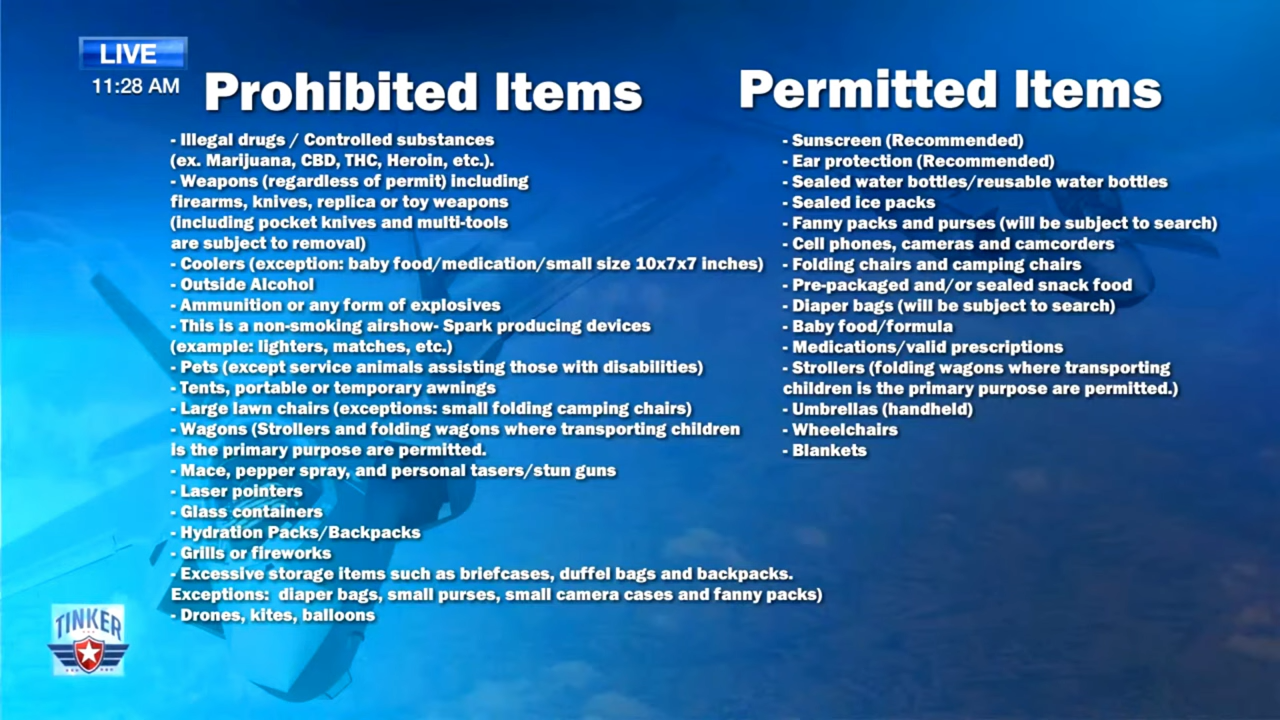 LIVE
11:28 AM
Prohibited Items
- Illegal drugs / Controlled substances
(ex. Marijuana, CBD, THC, Heroin, etc.).
- Weapons (regardless of permit) including
firearms, knives, replica or toy weapons
(including pocket knives and multi-tools
are subject to removal)
- Coolers (exception: baby food/medication/small size 10x7x7 inches)
- Outside Alcohol
- Ammunition or any form of explosives
- This is a non-smoking airshow- Spark producing devices
(example: lighters, matches, etc.)
- Pets (except service animals assisting those with disabilities)
- Tents, portable or temporary awnings
- Large lawn chairs (exceptions: small folding camping chairs)
- Wagons (Strollers and folding wagons where transporting children
is the primary purpose are permitted.
- Mace, pepper spray, and personal tasers/stun guns
- Laser pointers
- Glass containers
- Hydration Packs/Backpacks
- Grills or fireworks
- Excessive storage items such as briefcases, duffel bags and backpacks.
Exceptions:  diaper bags, small purses, small camera cases and fanny packs)
- Drones, kites, balloons
Permitted Items
- Sunscreen (Recommended)
- Ear protection (Recommended)
- Sealed water bottles/reusable water bottles
- Sealed ice packs
- Fanny packs and purses (will be subject to search)
- Cell phones, cameras and camcorders
- Folding chairs and camping chairs
- Pre-packaged and/or sealed snack food
- Diaper bags (will be subject to search)
- Baby food/formula
- Medications/valid prescriptions
- Strollers (folding wagons where transporting
children is the primary purpose are permitted.)
- Umbrellas (handheld)
- Wheelchairs
- Blankets
TINKER